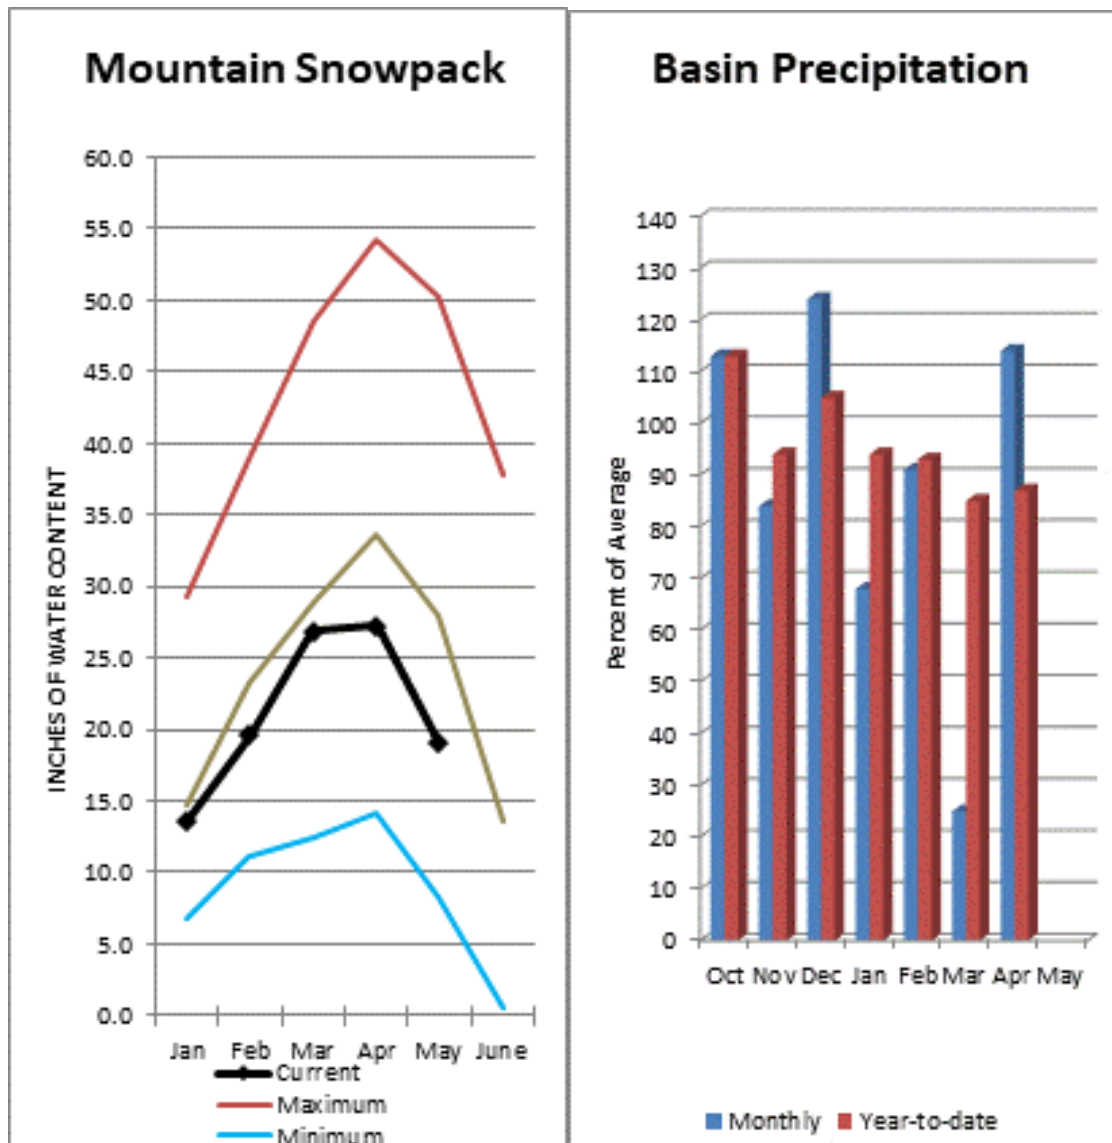 Mountain Snowpack
60.0
55.0
50.0
45.0
40.0
35.0
30.0
25.0
20.0
15.0
10.0
5.0
0.0
INCHES OF WATER CONTENT
Jan Feb Mar Apr May June
Current
Maximum
Minimum
Basin Precipitation
140
130
120
110
100
90
80
70
60
50
40
30
20
10
0
Percent of Average
Oct Nov Dec Jan Feb Mar Apr May
Monthly Year-to-date